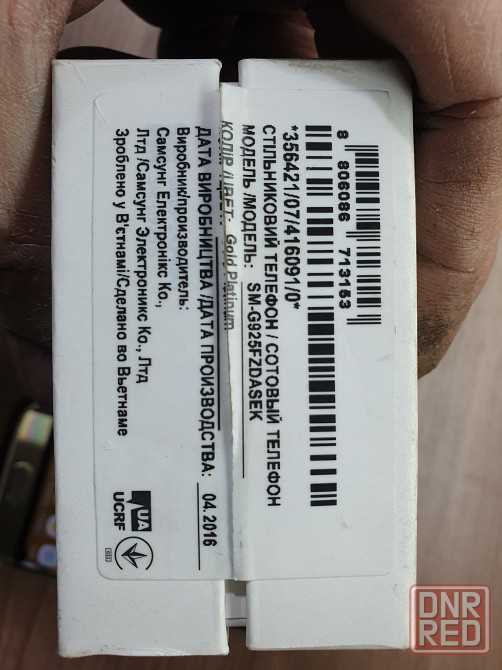 8 806086 713153
*356421/07/416091/0*
СТІЛЬНИКОВИЙ ТЕЛЕФОН / СОТОВЫЙ ТЕЛЕФОН
МОДЕЛЬ /МОДЕЛЬ: SM-G925FZDASEK
КОЛІР /ЦВЕТ: Gold Platinum
ДАТА ВИРОБНИЦТВА /ДАТА ПРОИЗВОДСТВА: 04.2016
Виробник/производитель:
Самсунг Електронікс Ко.,
Лтд /Самсунг Электроникс Ко., Лтд
Зроблено у В'єтнамі/Сделано во Вьетнаме
UA
UCRF
DNR
RED